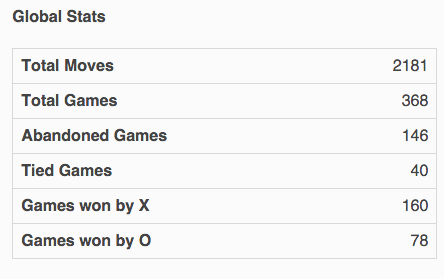 Global Stats
Total Moves 2181
Total Games 368
Abandoned Games 146
Tied Games 40
Games won by X 160
Games won by O 78